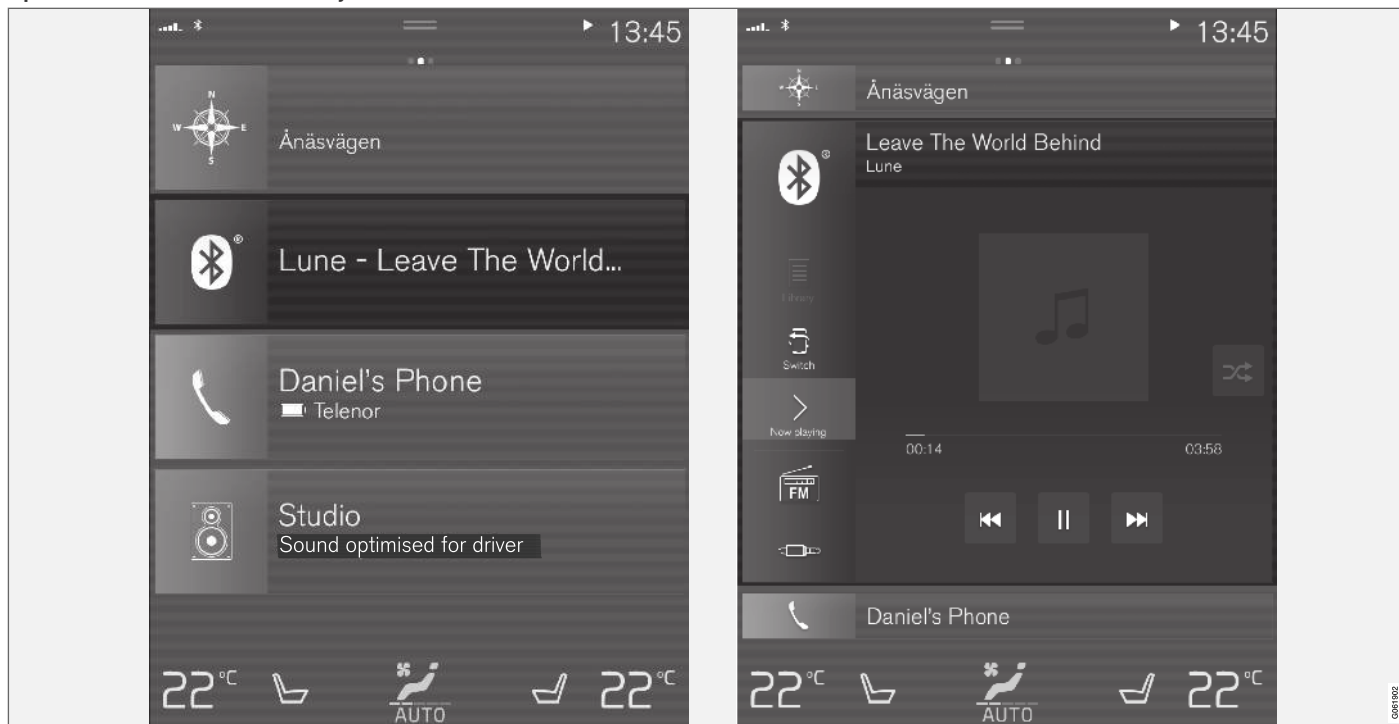 13:45
N
W E
S
Ånäsvägen
Lune - Leave The World...
Daniel's Phone
Telenor
Studio
Sound optimised for driver
22°C
AUTO
22°C
13:45
Ånäsvägen
Leave The World Behind
Lune
Library
Switch
Now playing
00:14 03:58
FM
Daniel's Phone
22°C
AUTO
22°C
G061902